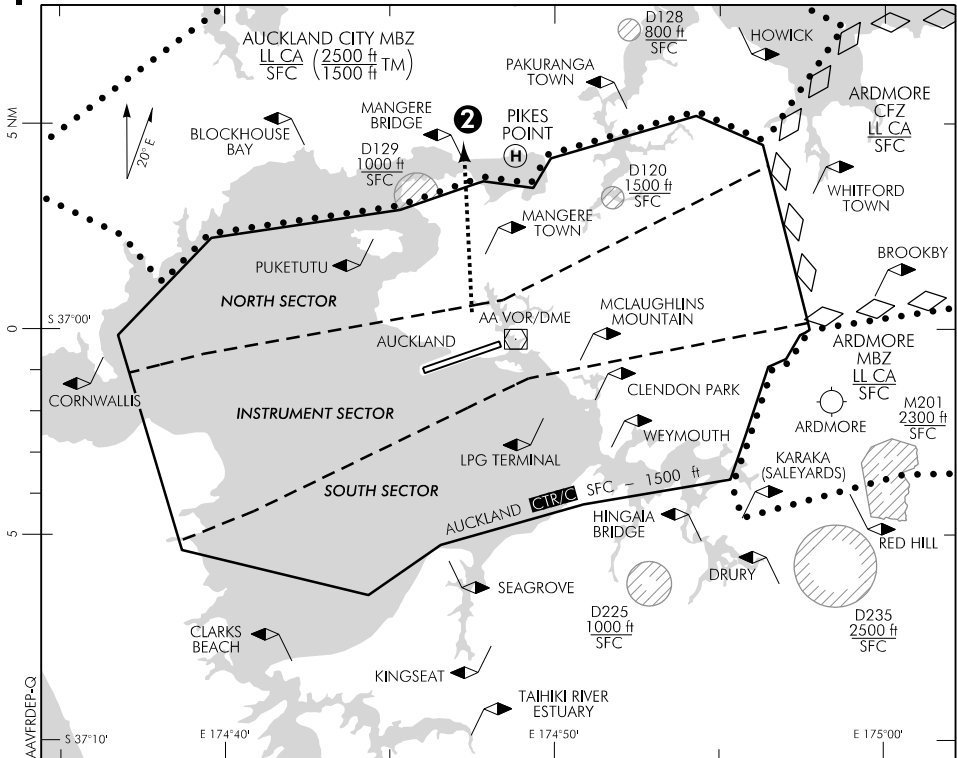 AUCKLAND CITY MBZ
LL CA (2500 ft TM)
SFC 1500 ft
D128
800 ft
SFC
HOWICK
PAKURANGA
TOWN
ARDMORE
CFZ
LL CA
SFC
5 NM
20° E
BLOCKHOUSE
BAY
MANGERE
BRIDGE
2
PIKES
POINT
H
D129
1000 ft
SFC
D120
1500 ft
SFC
WHITFORD
TOWN
MANGERE
TOWN
PUKETUTU
BROOKBY
NORTH SECTOR
0
S 37°00'
AA VOR/DME
MCLAUGHLINS
MOUNTAIN
AUCKLAND
ARDMORE
MBZ
LL CA
SFC
CORNWALLIS
CLENDON PARK
INSTRUMENT SECTOR
M201
2300 ft
SFC
ARDMORE
WEYMOUTH
LPG TERMINAL
KARAKA
(SALEYARDS)
SOUTH SECTOR
AUCKLAND CTR/C SFC – 1500 ft
HINGAIA
BRIDGE
RED HILL
5
DRURY
SEAGROVE
D225
1000 ft
SFC
D235
2500 ft
SFC
CLARKS
BEACH
KINGSEAT
TAIHIKI RIVER
ESTUARY
AAVFRDEP-Q
S 37°10'
E 174°40'
E 174°50'
E 175°00'